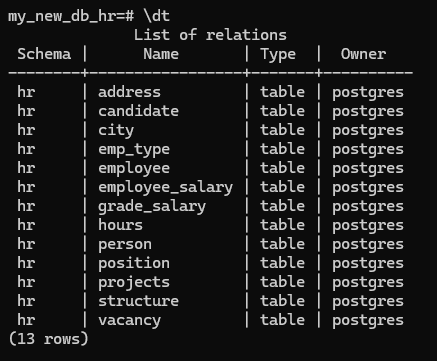 my_new_db_hr=# \dt
              List of relations
 Schema |      Name       | Type  |  Owner
--------+-----------------+-------+----------
 hr     | address         | table | postgres
 hr     | candidate       | table | postgres
 hr     | city            | table | postgres
 hr     | emp_type        | table | postgres
 hr     | employee        | table | postgres
 hr     | employee_salary | table | postgres
 hr     | grade_salary    | table | postgres
 hr     | hours           | table | postgres
 hr     | person          | table | postgres
 hr     | position        | table | postgres
 hr     | projects        | table | postgres
 hr     | structure       | table | postgres
 hr     | vacancy         | table | postgres
(13 rows)